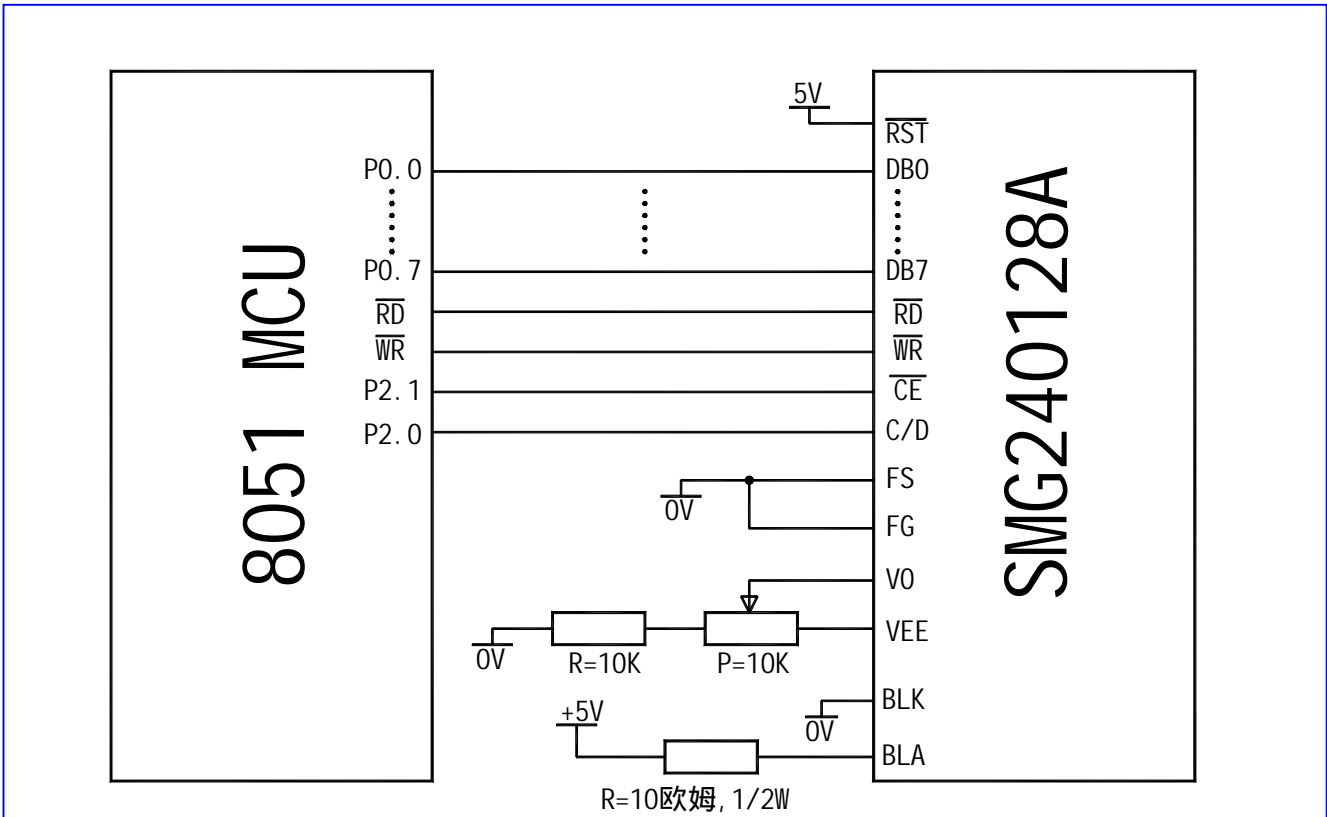 5V
RST
P0.0
DB0
P0.7
DB7
RD
RD
WR
WR
P2.1
CE
P2.0
C/D
8051 MCU
SMG240128A
FS
0V
FG
V0
VEE
0V
R=10K
P=10K
BLK
+5V
0V
BLA
R=10欧姆,1/2W